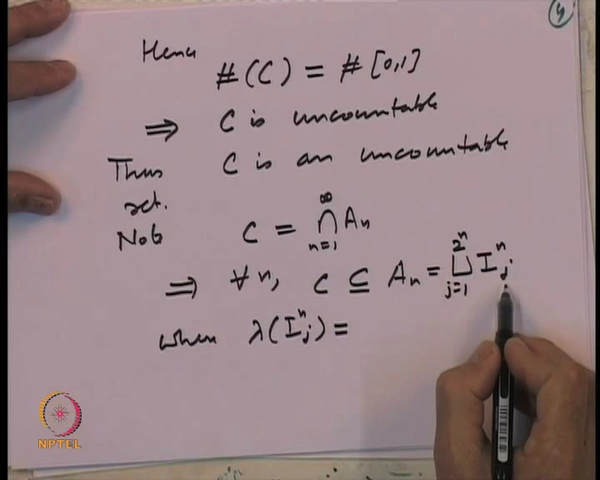 4
Hence
#(C) = #[0,1]
⇒ C is uncountable
Thus C is an uncountable
set.
Note C = ⋂_{n=1}^{∞} A_n
⇒ ∀ n, C ⊆ A_n = ⊔_{j=1}^{2^n} I_j^n
where λ(I_j^n) =
NPTEL